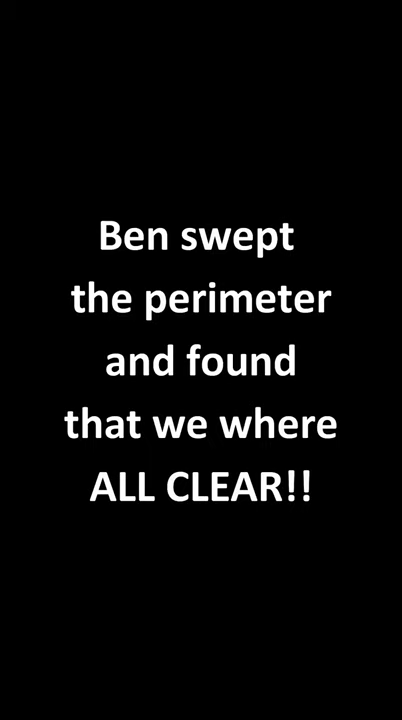 Ben swept
the perimeter
and found
that we where
ALL CLEAR!!